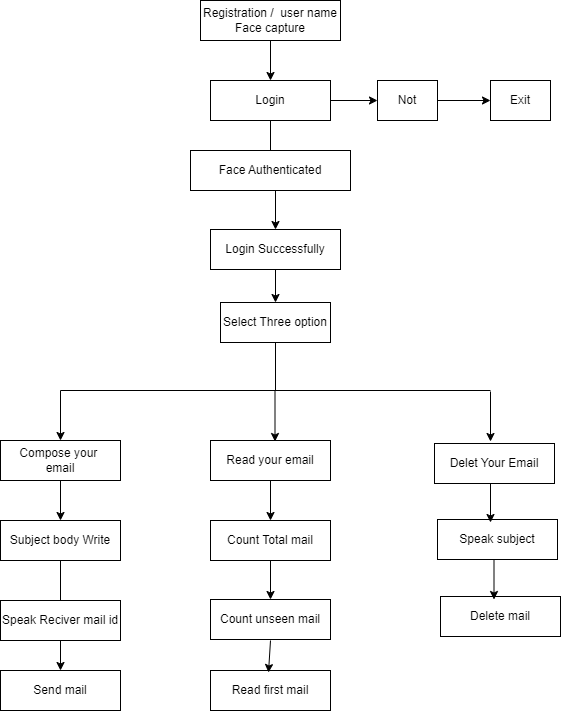 Registration / user name
Face capture
Login
Not
Exit
Face Authenticated
Login Successfully
Select Three option
Compose your
email
Read your email
Delet Your Email
Subject body Write
Count Total mail
Speak subject
Speak Reciver mail id
Count unseen mail
Delete mail
Send mail
Read first mail